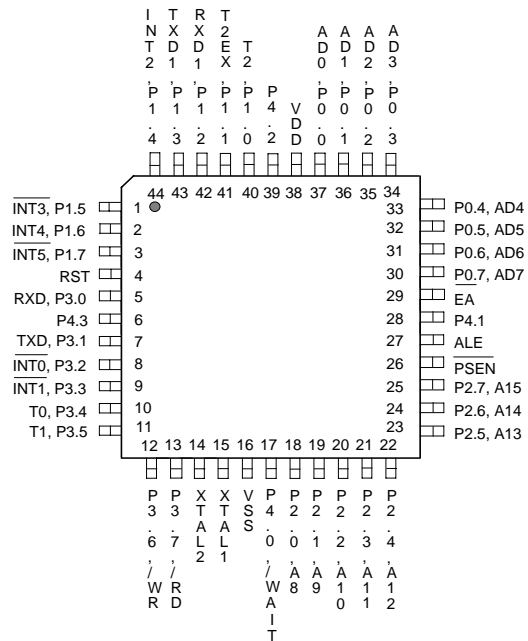 INT2, P1.4
TXD1, P1.3
RXD1, P1.2
T2EX, P1.1
T2, P1.0
P4.2
VDD
AD0, P0.0
AD1, P0.1
AD2, P0.2
AD3, P0.3
44 43 42 41 40 39 38 37 36 35 34
INT3, P1.5 1
INT4, P1.6 2
INT5, P1.7 3
RST 4
RXD, P3.0 5
P4.3 6
TXD, P3.1 7
INT0, P3.2 8
INT1, P3.3 9
T0, P3.4 10
T1, P3.5 11
33 P0.4, AD4
32 P0.5, AD5
31 P0.6, AD6
30 P0.7, AD7
29 EA
28 P4.1
27 ALE
26 PSEN
25 P2.7, A15
24 P2.6, A14
23 P2.5, A13
12 13 14 15 16 17 18 19 20 21 22
P3.6, /WR
P3.7, /RD
XTAL2
XTAL1
VSS
P4.0, /WAIT
P2.0, A8
P2.1, A9
P2.2, A10
P2.3, A11
P2.4, A12